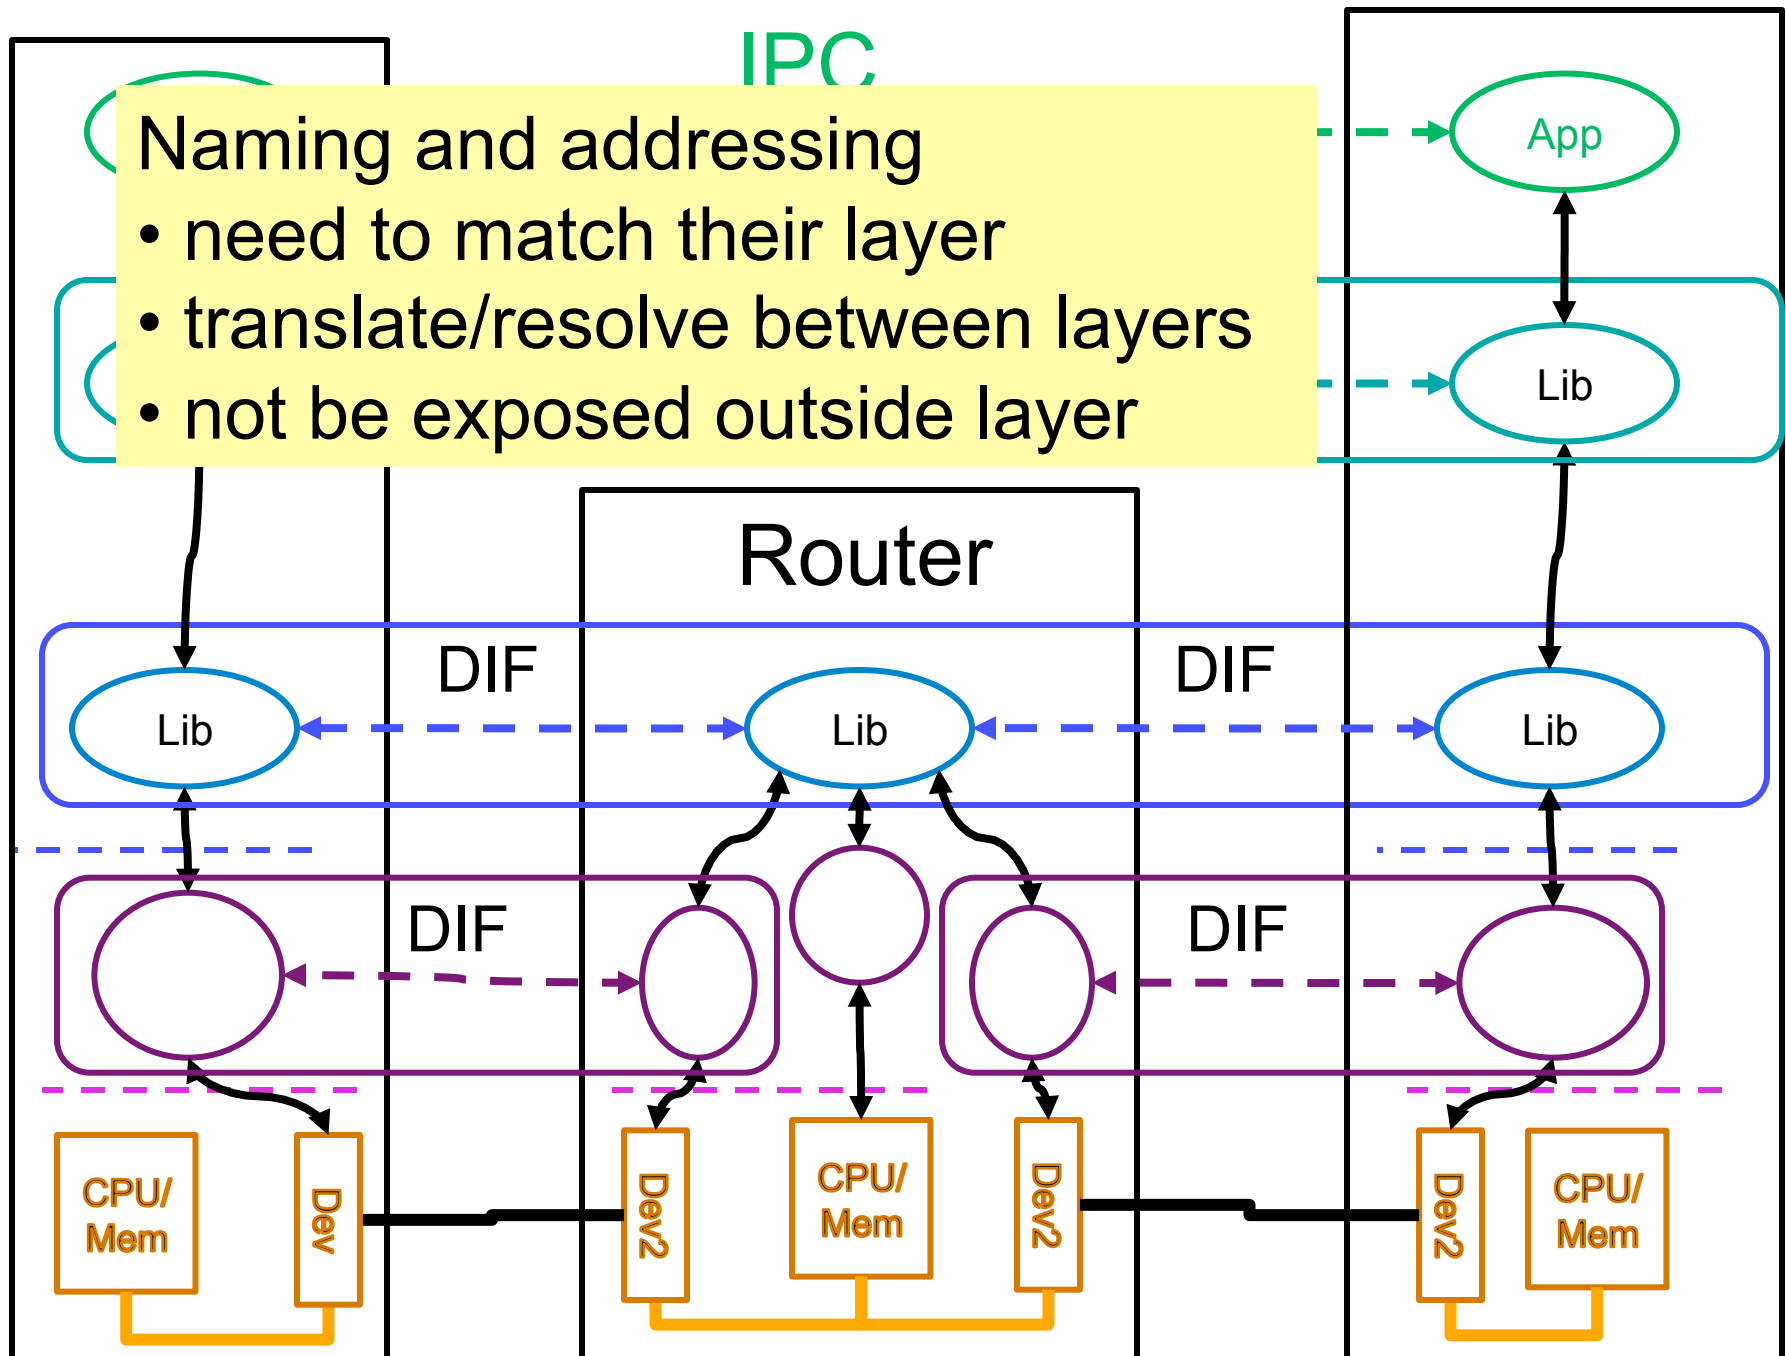 IPC
Naming and addressing
• need to match their layer
• translate/resolve between layers
• not be exposed outside layer
App
Lib
Router
DIF
DIF
Lib
Lib
Lib
DIF
DIF
CPU/
Mem
Dev
Dev2
CPU/
Mem
Dev2
Dev2
CPU/
Mem